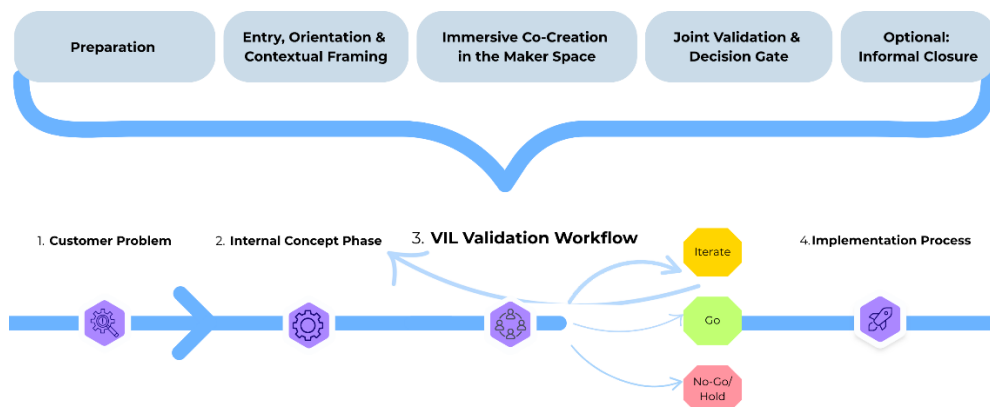 Preparation
Entry, Orientation &
Contextual Framing
Immersive Co-Creation
in the Maker Space
Joint Validation &
Decision Gate
Optional:
Informal Closure
1. Customer Problem
2. Internal Concept Phase
3. VIL Validation Workflow
4. Implementation Process
Iterate
Go
No-Go/
Hold